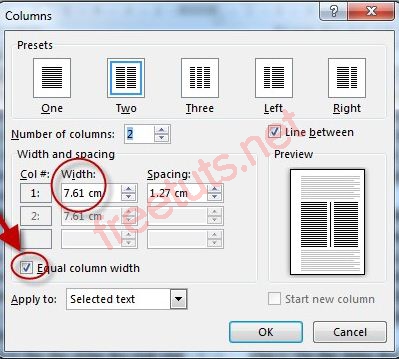 Columns
Presets
One Two Three Left Right
Number of columns: 2
Line between
Width and spacing
Preview
Col #: Width: Spacing:
1: 7.61 cm 1.27 cm
2: 7.61 cm
Equal column width
Apply to: Selected text
Start new column
OK Cancel
freetuts.net